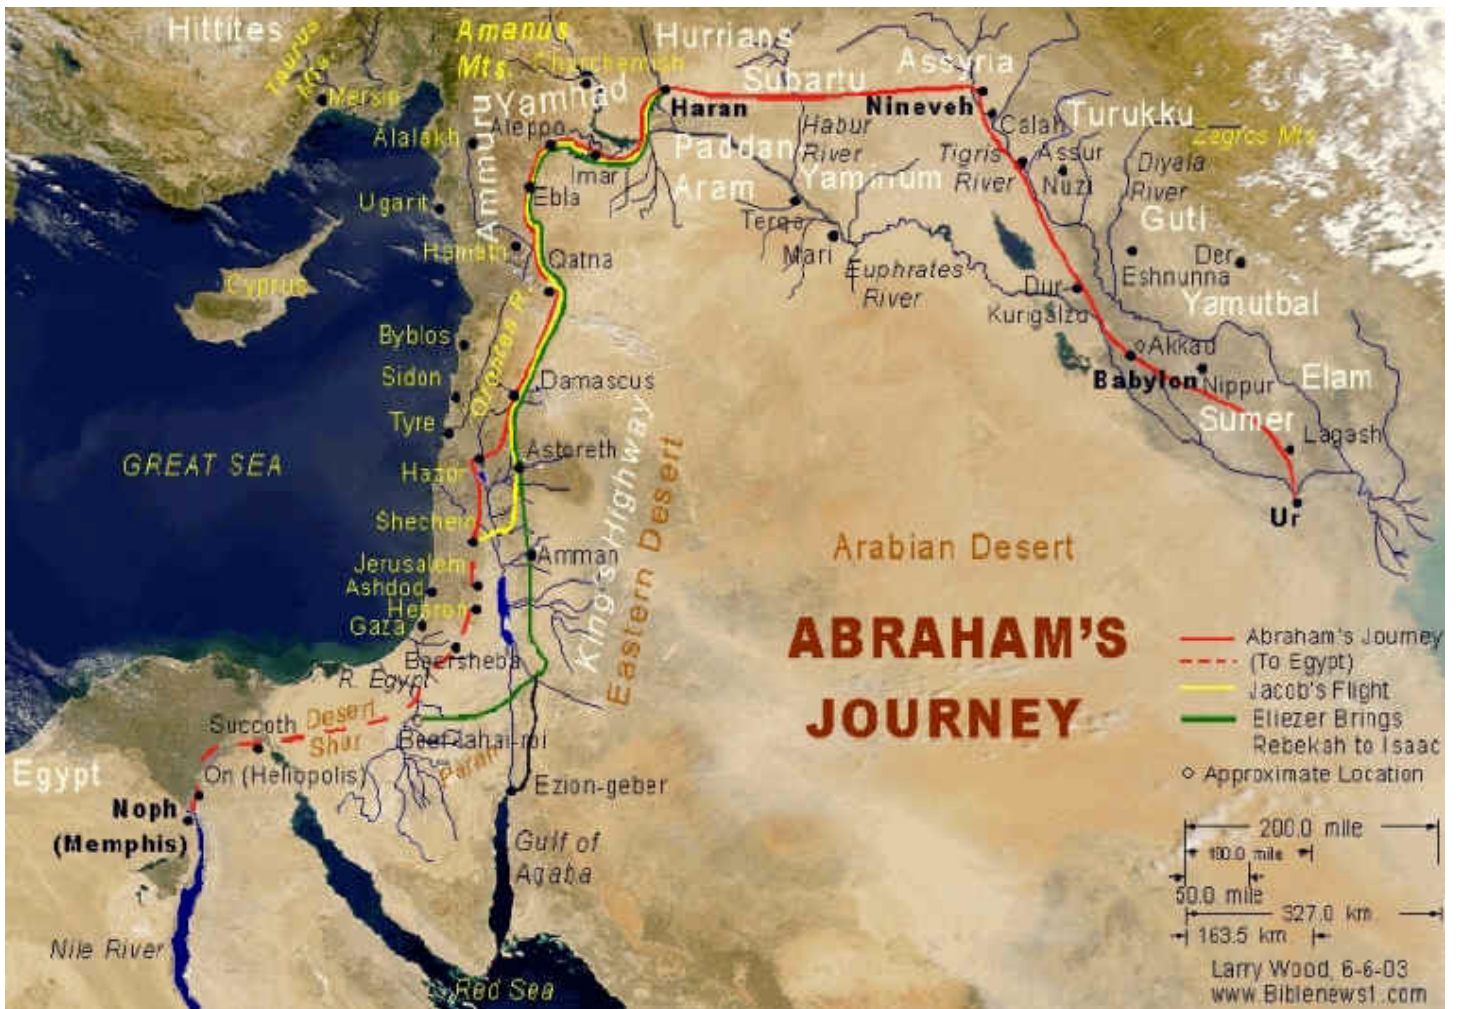 Hittites
Taurus
Mts.
Mersin
Amanus
Mts.
Charchemish
Hurrians
Subartu
Assyria
Yamhad
Haran
Nineveh
Calah
Turukku
Zegros Mts
Alalakh
Aleppo
Ammuru
Imar
Habur
River
Paddan
Aram
Yaminum
Tigris
River
Assur
Nuzi
Diyala
River
Ugarit
Ebla
Terqa
Mari
Guti
Hamath
Qatna
Euphrates
River
Der
Eshnunna
Dur
Kurigalzu
Yamutbal
Cyprus
Orontes R.
Byblos
Akkad
Babylon
Nippur
Elam
Sidon
Damascus
Sumer
Tyre
Lagash
GREAT SEA
Hazor
Astoreth
Ur
King's Highway
Eastern Desert
Shechem
Amman
Arabian Desert
Jerusalem
Ashdod
Hebron
Gaza
Beersheba
R. Egypt
ABRAHAM'S
JOURNEY
Abraham's Journey
(To Egypt)
Jacob's Flight
Eliezer Brings
Rebekah to Isaac
Approximate Location
Succoth
Desert
Shur
Beer-lahai-roi
Paran
Egypt
On (Heliopolis)
Ezion-geber
Noph
(Memphis)
Gulf of
Aqaba
Nile River
Red Sea
200.0 mile
100.0 mile
50.0 mile
327.0 km
163.5 km
Larry Wood, 6-6-03
www.Biblenews1.com